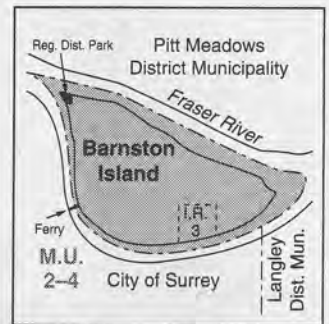 Reg. Dist. Park
Pitt Meadows
District Municipality
Fraser River
Barnston
Island
I.R.
3
Ferry
M.U.
2–4
City of Surrey
Langley
Dist. Mun.